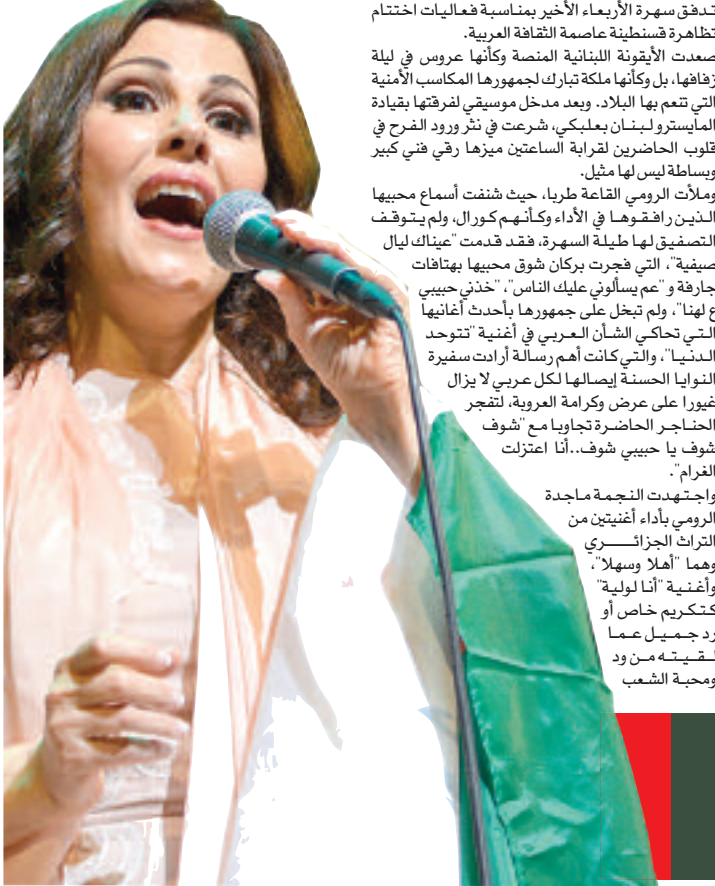 تدفق سهرة الأربعاء الأخير بمناسبة فعاليات اختتام
تظاهرة قسنطينة عاصمة الثقافة العربية.
صعدت الأيقونة اللبنانية المنصة وكأنها عروس في ليلة
زفافها، بل وكأنها ملكة تبارك لجمهورها المكاسب الأمنية
التي تنعم بها البلاد. وبعد مدخل موسيقي لفرقتها بقيادة
المايسترو لبنان بعلبكي، شرعت في نثر ورود الفرح في
قلوب الحاضرين لقرابة الساعتين ميزها رقي فني كبير
وبساطة ليس لها مثيل.
وملأت الرومي القاعة طربا، حيث شنفت أسماع محبيها
الذين رافقوها في الأداء وكأنهم كورال، ولم يتوقف
التصفيق لها طيلة السهرة، فقد قدمت "عيناك ليال
صيفية"، التي فجرت بركان شوق محبيها بهتافات
جارفة و "عم يسألوني عليك الناس"، "خذني حبيبي
ع لهنا"، ولم تبخل على جمهورها بأحدث أغانيها
التي تحاكي الشأن العربي في أغنية "تتوحد
الدنيا"، والتي كانت أهم رسالة أرادت سفيرة
النوايا الحسنة إيصالها لكل عربي لا يزال
غيورا على عرض وكرامة العروبة، لتفجر
الحناجر الحاضرة تجاوبا مع "شوف
شوف يا حبيبي شوف..أنا اعتزلت
الغرام".
واجتهدت النجمة ماجدة
الرومي بأداء أغنيتين من
التراث الجزائري
وهما "أهلا وسهلا"،
وأغنية "أنا لولية"
كتكريم خاص أو
رد جميل عما
لقيته من ود
ومحبة الشعب